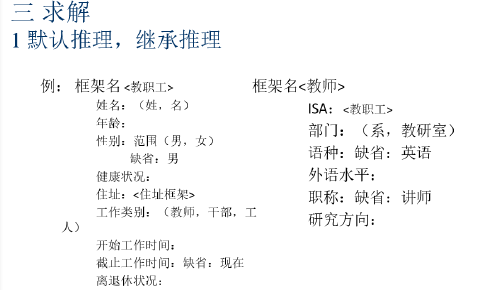 三 求解
1 默认推理，继承推理
例： 框架名<教职工>
姓名：（姓，名）
年龄：
性别：范围（男，女）
缺省：男
健康状况：
住址：<住址框架>
工作类别：（教师，干部，工
人）
开始工作时间：
截止工作时间：缺省：现在
离退休状况：
框架名<教师>
ISA： <教职工>
部门：（系，教研室）
语种：缺省：英语
外语水平：
职称：缺省：讲师
研究方向：